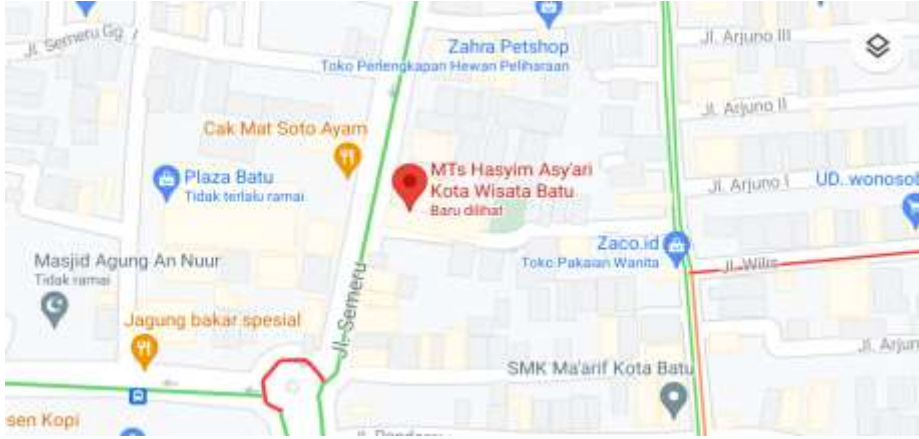 Jl. Semeru Gg.
Zahra Petshop
Toko Perlengkapan Hewan Peliharaan
Jl. Arjuno III
Jl. Arjuno II
Cak Mat Soto Ayam
Plaza Batu
Tidak terlalu ramai
MTs Hasyim Asy'ari
Kota Wisata Batu
Baru dilihat
Jl. Arjuno I
UD. wonosob
Masjid Agung An Nuur
Tidak ramai
Zaco.id
Toko Pakaian Wanita
Jl. Wilis
Jagung bakar spesial
Jl. Semeru
SMK Ma'arif Kota Batu
Jl. Arjun
sen Kopi